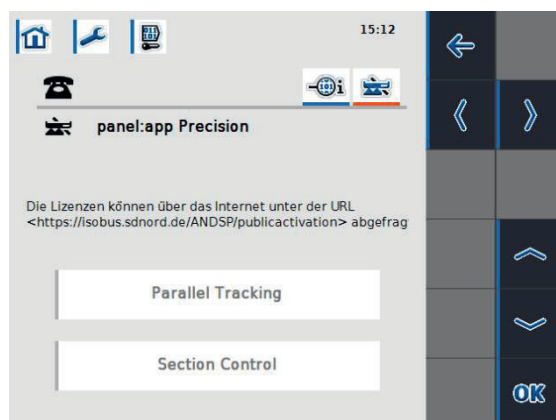 15:12
panel:app Precision
Die Lizenzen können über das Internet unter der URL
<https://isobus.sdnord.de/ANDSP/publicactivation> abgefrag
Parallel Tracking
Section Control
OK